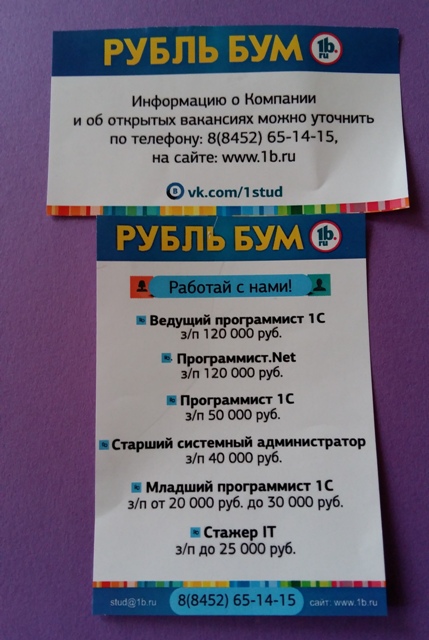 РУБЛЬ БУМ 1b.ru
Информацию о Компании
и об открытых вакансиях можно уточнить
по телефону: 8(8452) 65-14-15,
на сайте: www.1b.ru
vk.com/1stud
РУБЛЬ БУМ 1b.ru
Работай с нами!
Ведущий программист 1С
з/п 120 000 руб.
Программист.Net
з/п 120 000 руб.
Программист 1С
з/п 50 000 руб.
Старший системный администратор
з/п 40 000 руб.
Младший программист 1С
з/п от 20 000 руб. до 30 000 руб.
Стажер IT
з/п до 25 000 руб.
stud@1b.ru 8(8452) 65-14-15 сайт: www.1b.ru